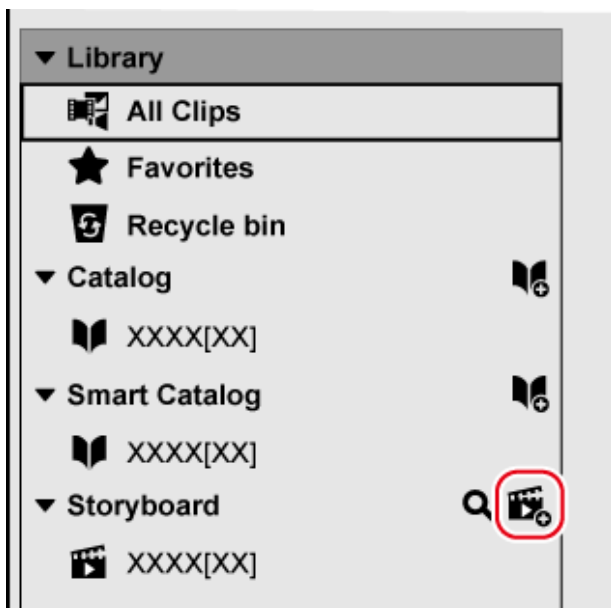 Library
All Clips
Favorites
Recycle bin
Catalog
XXXX[XX]
Smart Catalog
XXXX[XX]
Storyboard
XXXX[XX]